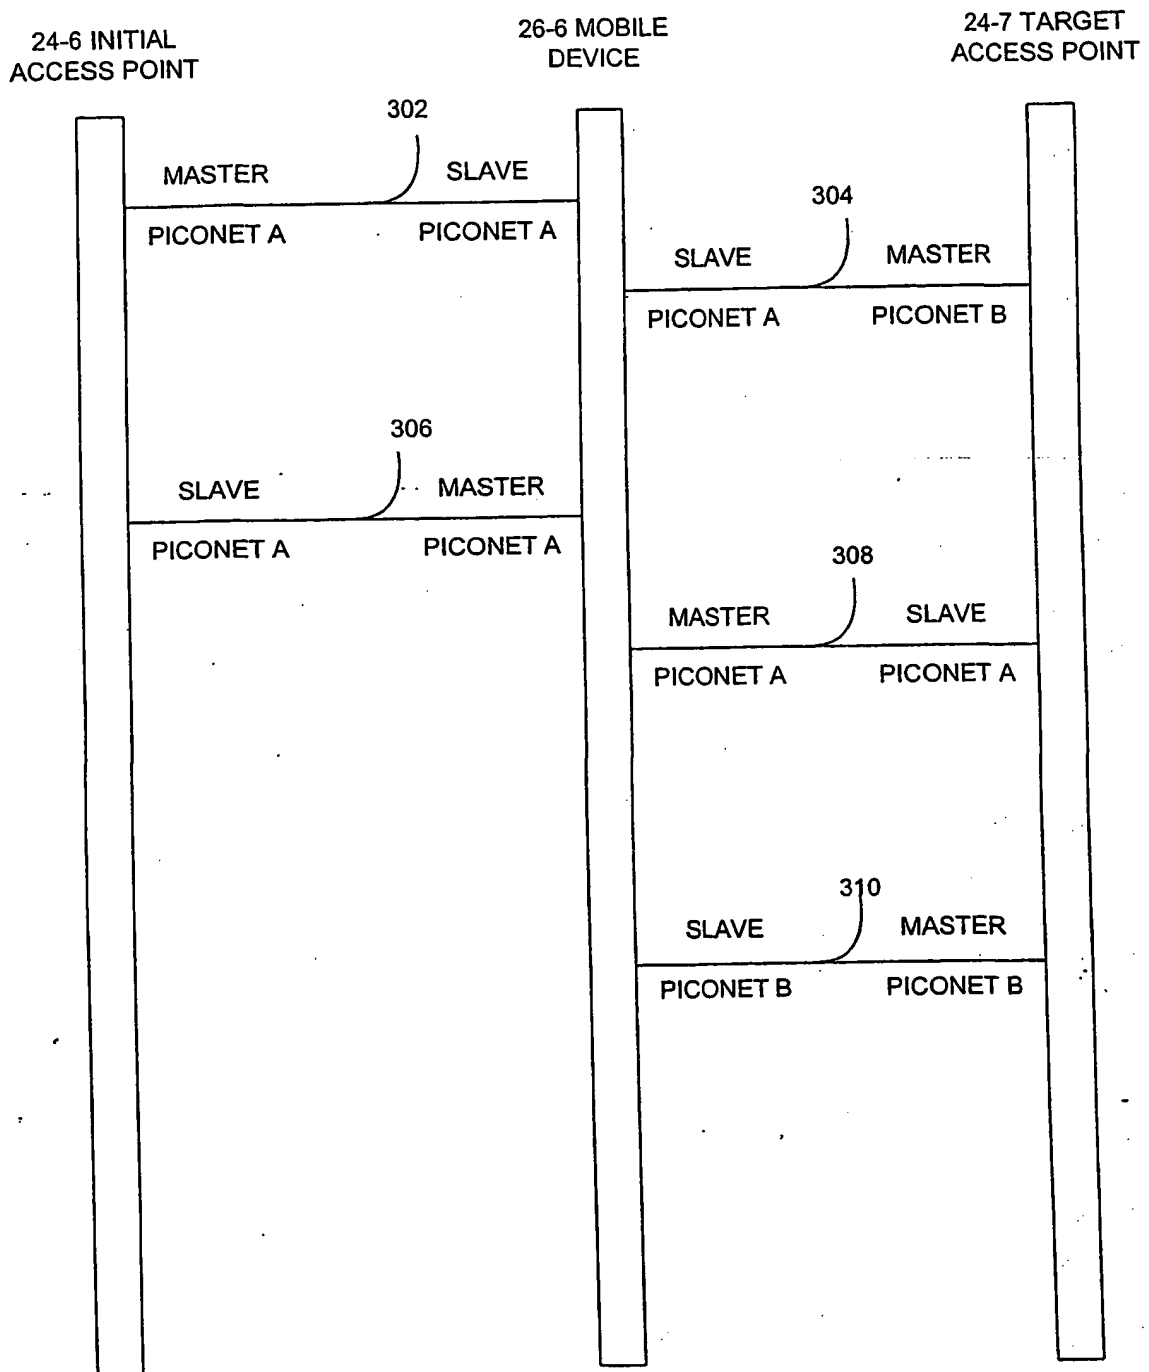 24-6 INITIAL
ACCESS POINT
26-6 MOBILE
DEVICE
24-7 TARGET
ACCESS POINT
302
MASTER
SLAVE
PICONET A
PICONET A
304
SLAVE
MASTER
PICONET A
PICONET B
306
SLAVE
MASTER
PICONET A
PICONET A
308
MASTER
SLAVE
PICONET A
PICONET A
310
SLAVE
MASTER
PICONET B
PICONET B